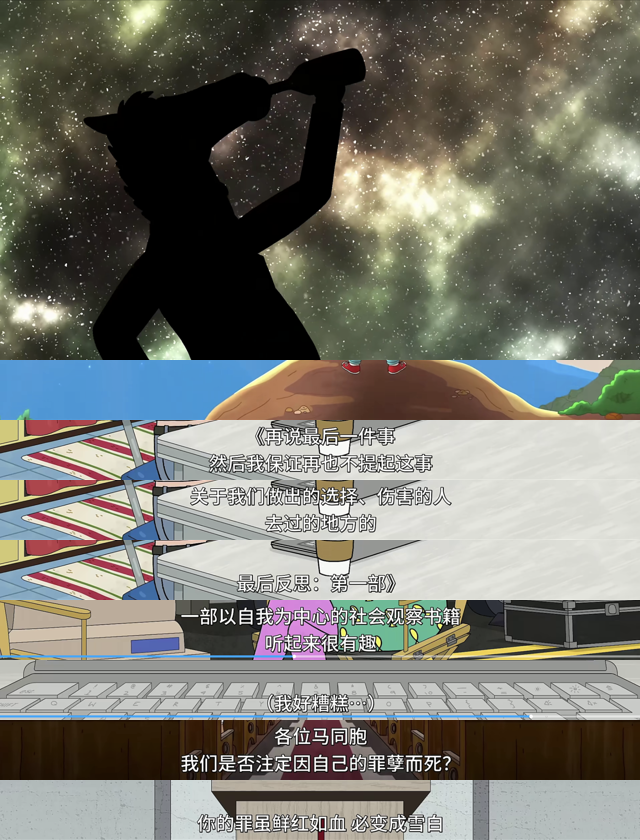 《再说最后一件事
然后我保证再也不提起这事
关于我们做出的选择、伤害的人
去过的地方的
最后反思：第一部》
一部以自我为中心的社会观察书籍
听起来很有趣
（我好糟糕…）
各位马同胞
我们是否注定因自己的罪孽而死?
你的罪虽鲜红如血 必变成雪白